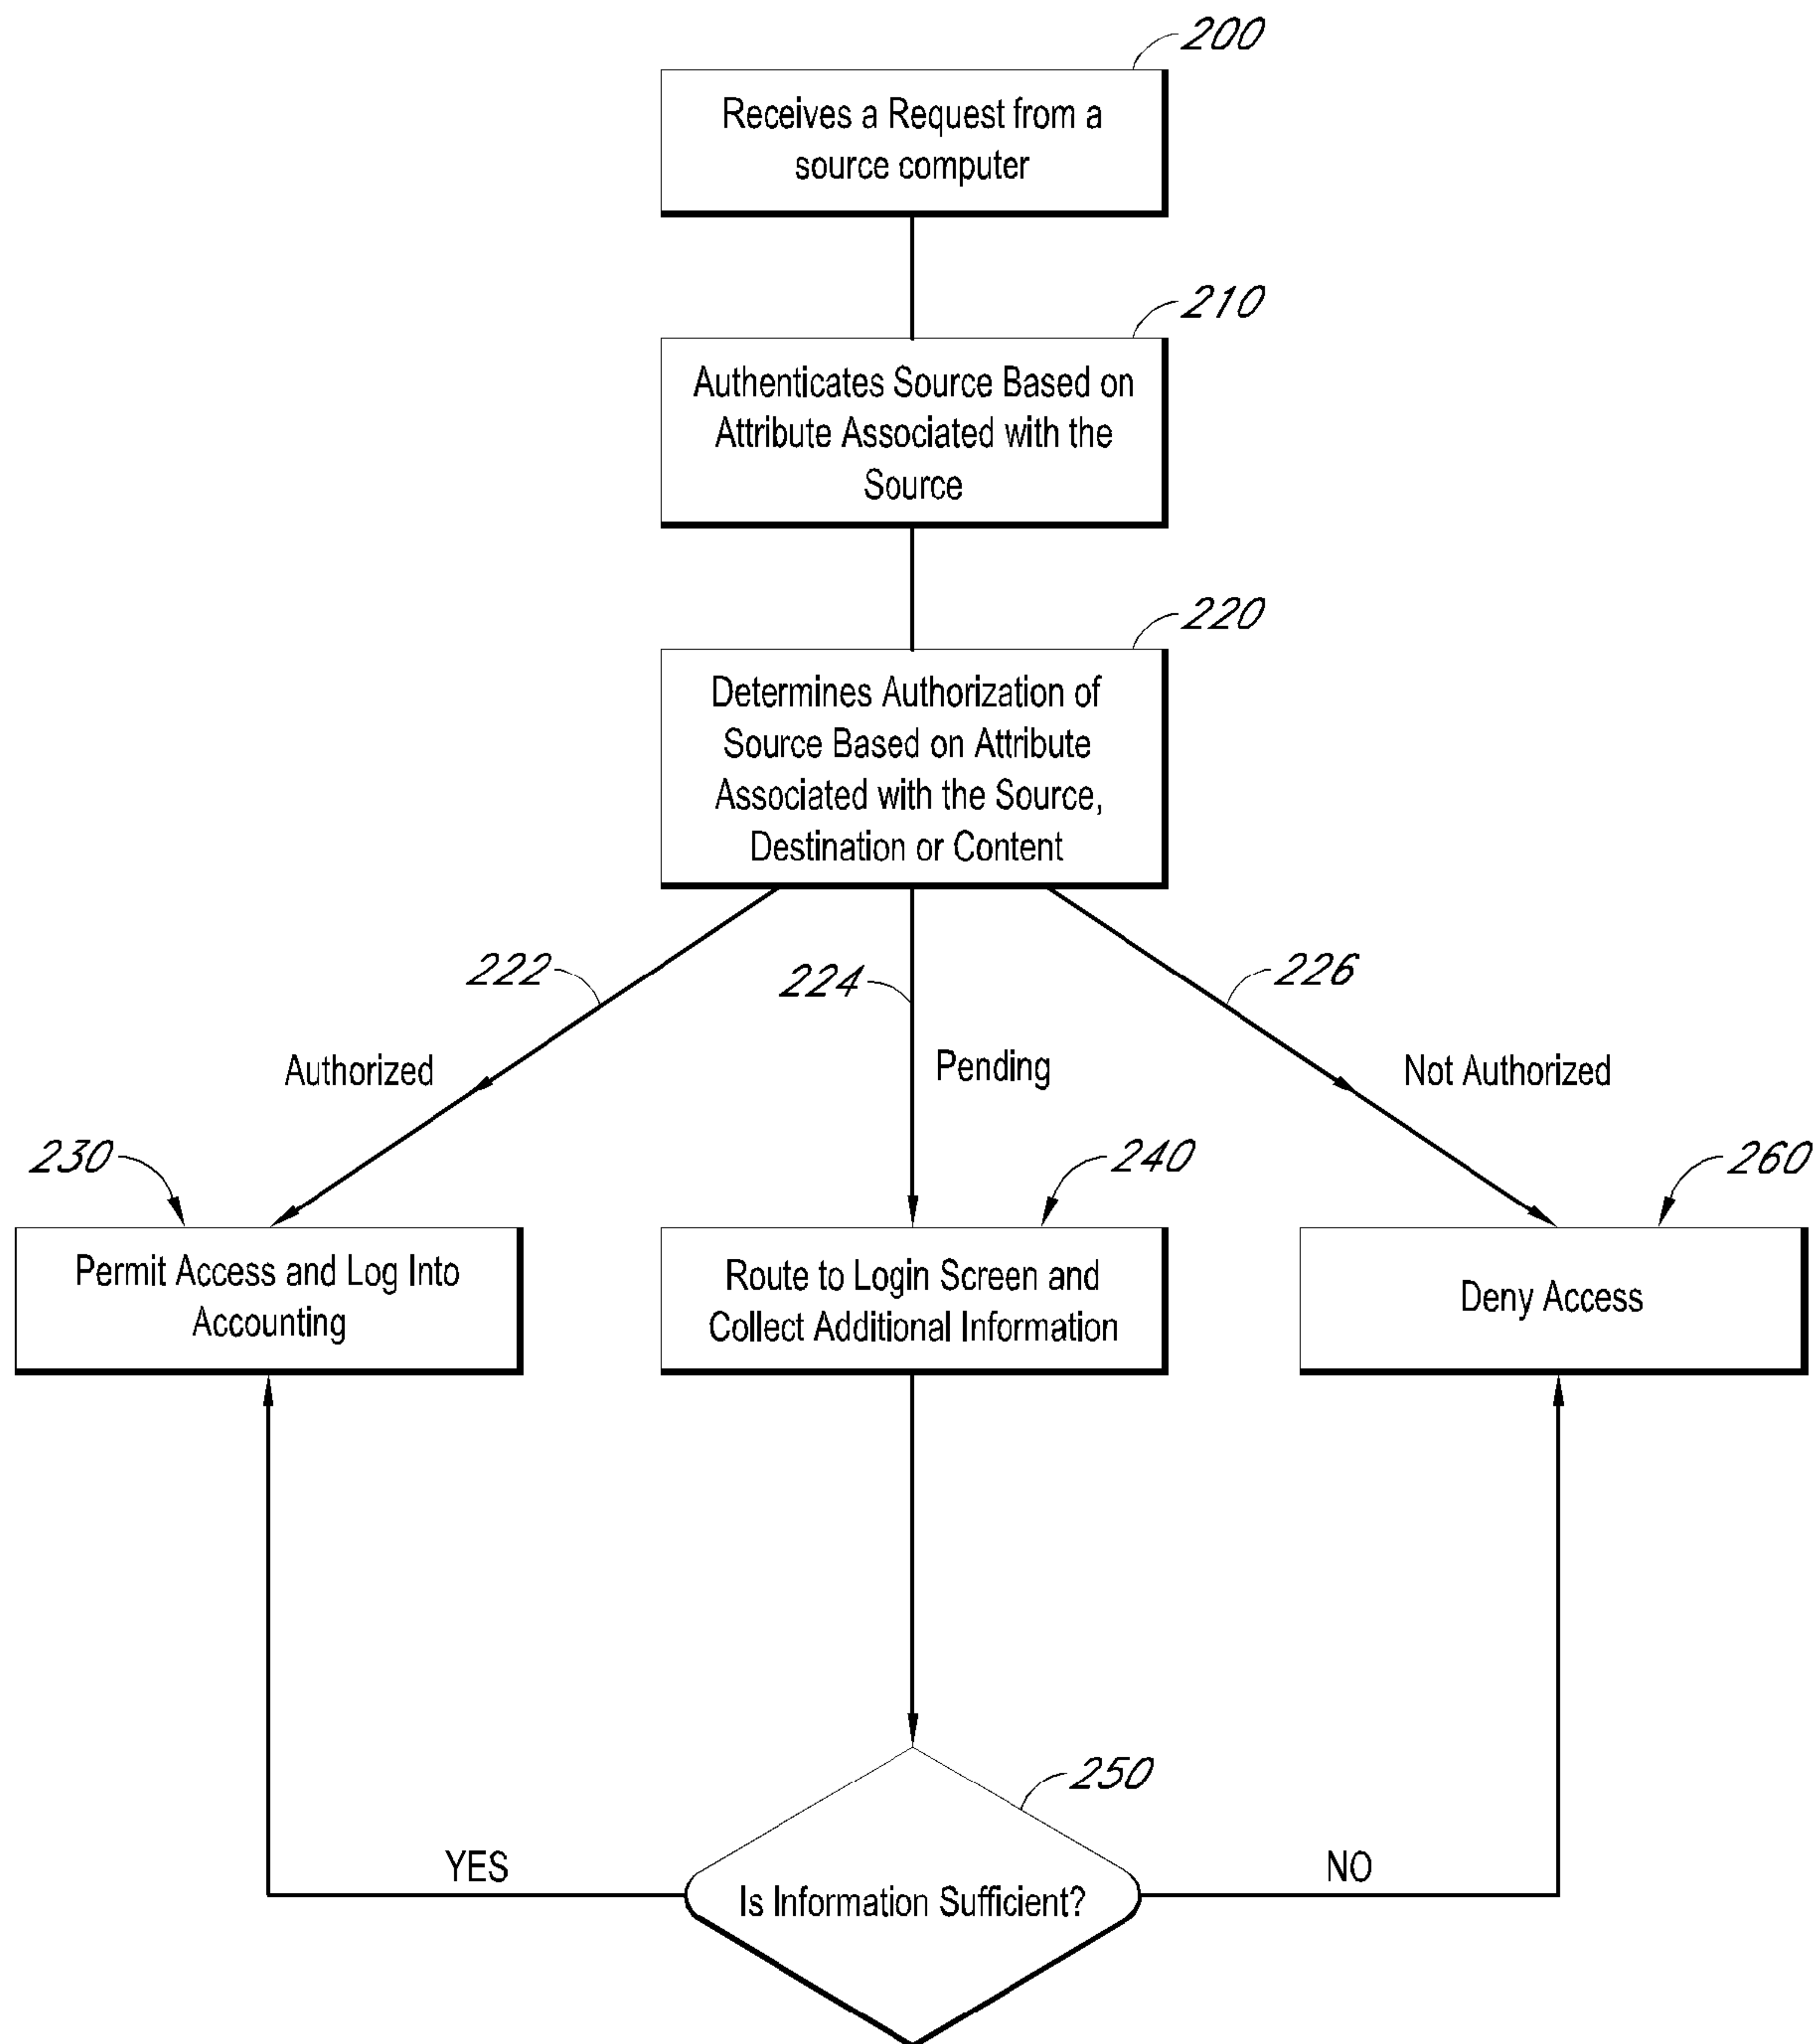 200
Receives a Request from a
source computer
210
Authenticates Source Based on
Attribute Associated with the
Source
220
Determines Authorization of
Source Based on Attribute
Associated with the Source,
Destination or Content
222
224
226
Authorized
Pending
Not Authorized
230
240
260
Permit Access and Log Into
Accounting
Route to Login Screen and
Collect Additional Information
Deny Access
250
YES
NO
Is Information Sufficient?